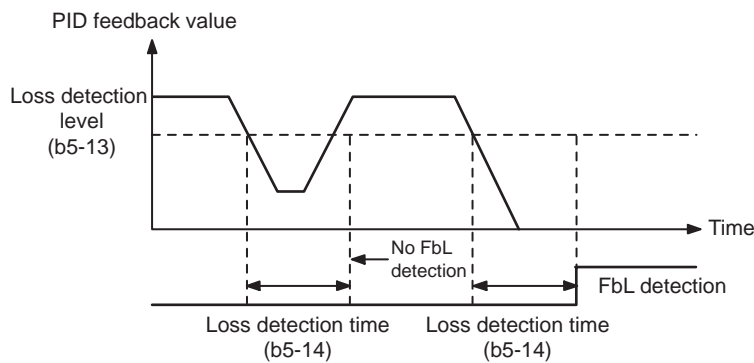 PID feedback value
Loss detection
level
(b5-13)
Time
No FbL
detection
FbL detection
Loss detection time
(b5-14)
Loss detection time
(b5-14)